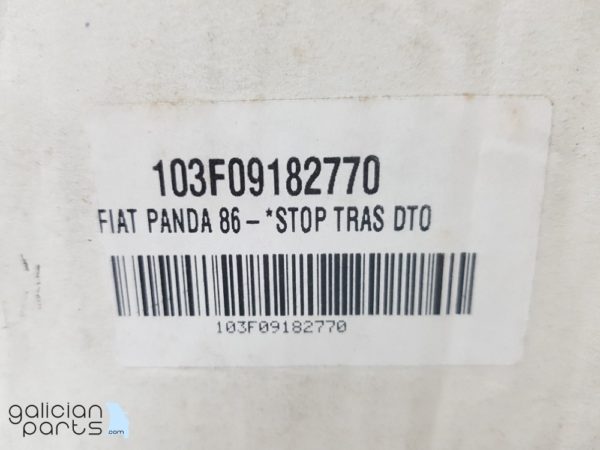 103F09182770
FIAT PANDA 86 - *STOP TRAS DTO
103F09182770
galician
parts.com